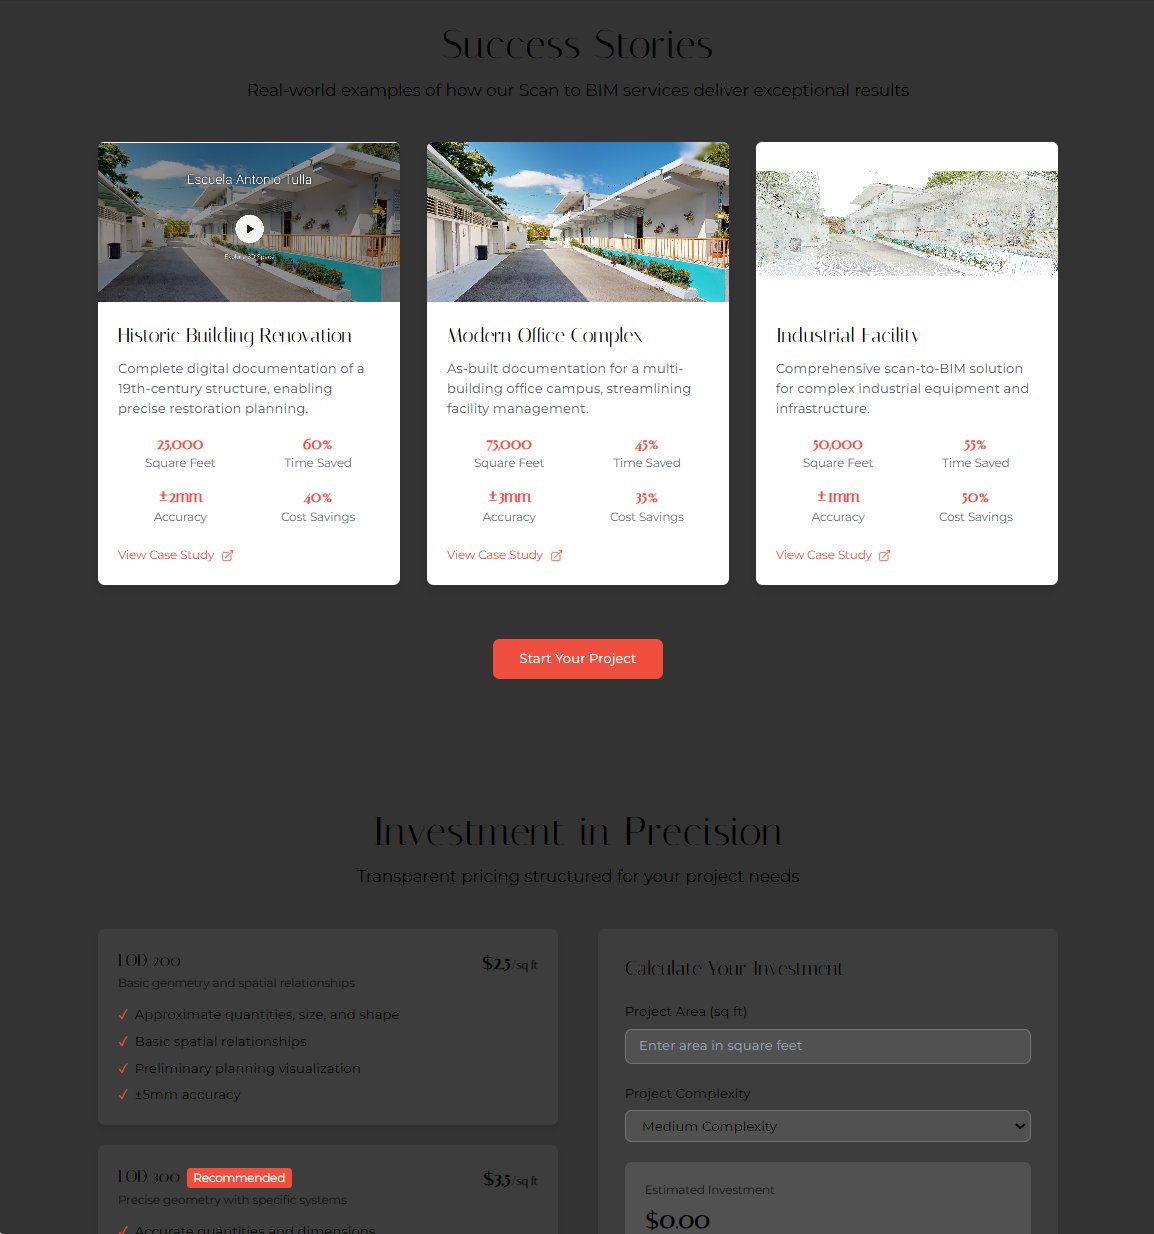 Success Stories
Real-world examples of how our Scan to BIM services deliver exceptional results
Escuela Antonio Tulla
Explore 3D Space
Historic Building Renovation
Complete digital documentation of a
19th-century structure, enabling
precise restoration planning.
25,000
60%
Square Feet
Time Saved
±2mm
40%
Accuracy
Cost Savings
View Case Study
Modern Office Complex
As-built documentation for a multi-
building office campus, streamlining
facility management.
75,000
45%
Square Feet
Time Saved
±3mm
35%
Accuracy
Cost Savings
View Case Study
Industrial Facility
Comprehensive scan-to-BIM solution
for complex industrial equipment and
infrastructure.
50,000
55%
Square Feet
Time Saved
±1mm
50%
Accuracy
Cost Savings
View Case Study
Start Your Project
Investment in Precision
Transparent pricing structured for your project needs
LOD 200
$2.5/sq ft
Basic geometry and spatial relationships
✓ Approximate quantities, size, and shape
✓ Basic spatial relationships
✓ Preliminary planning visualization
✓ ±5mm accuracy
LOD 300 Recommended
$3.5/sq ft
Precise geometry with specific systems
✓ Accurate quantities and dimensions
Calculate Your Investment
Project Area (sq ft)
Enter area in square feet
Project Complexity
Medium Complexity
Estimated Investment
$0.00